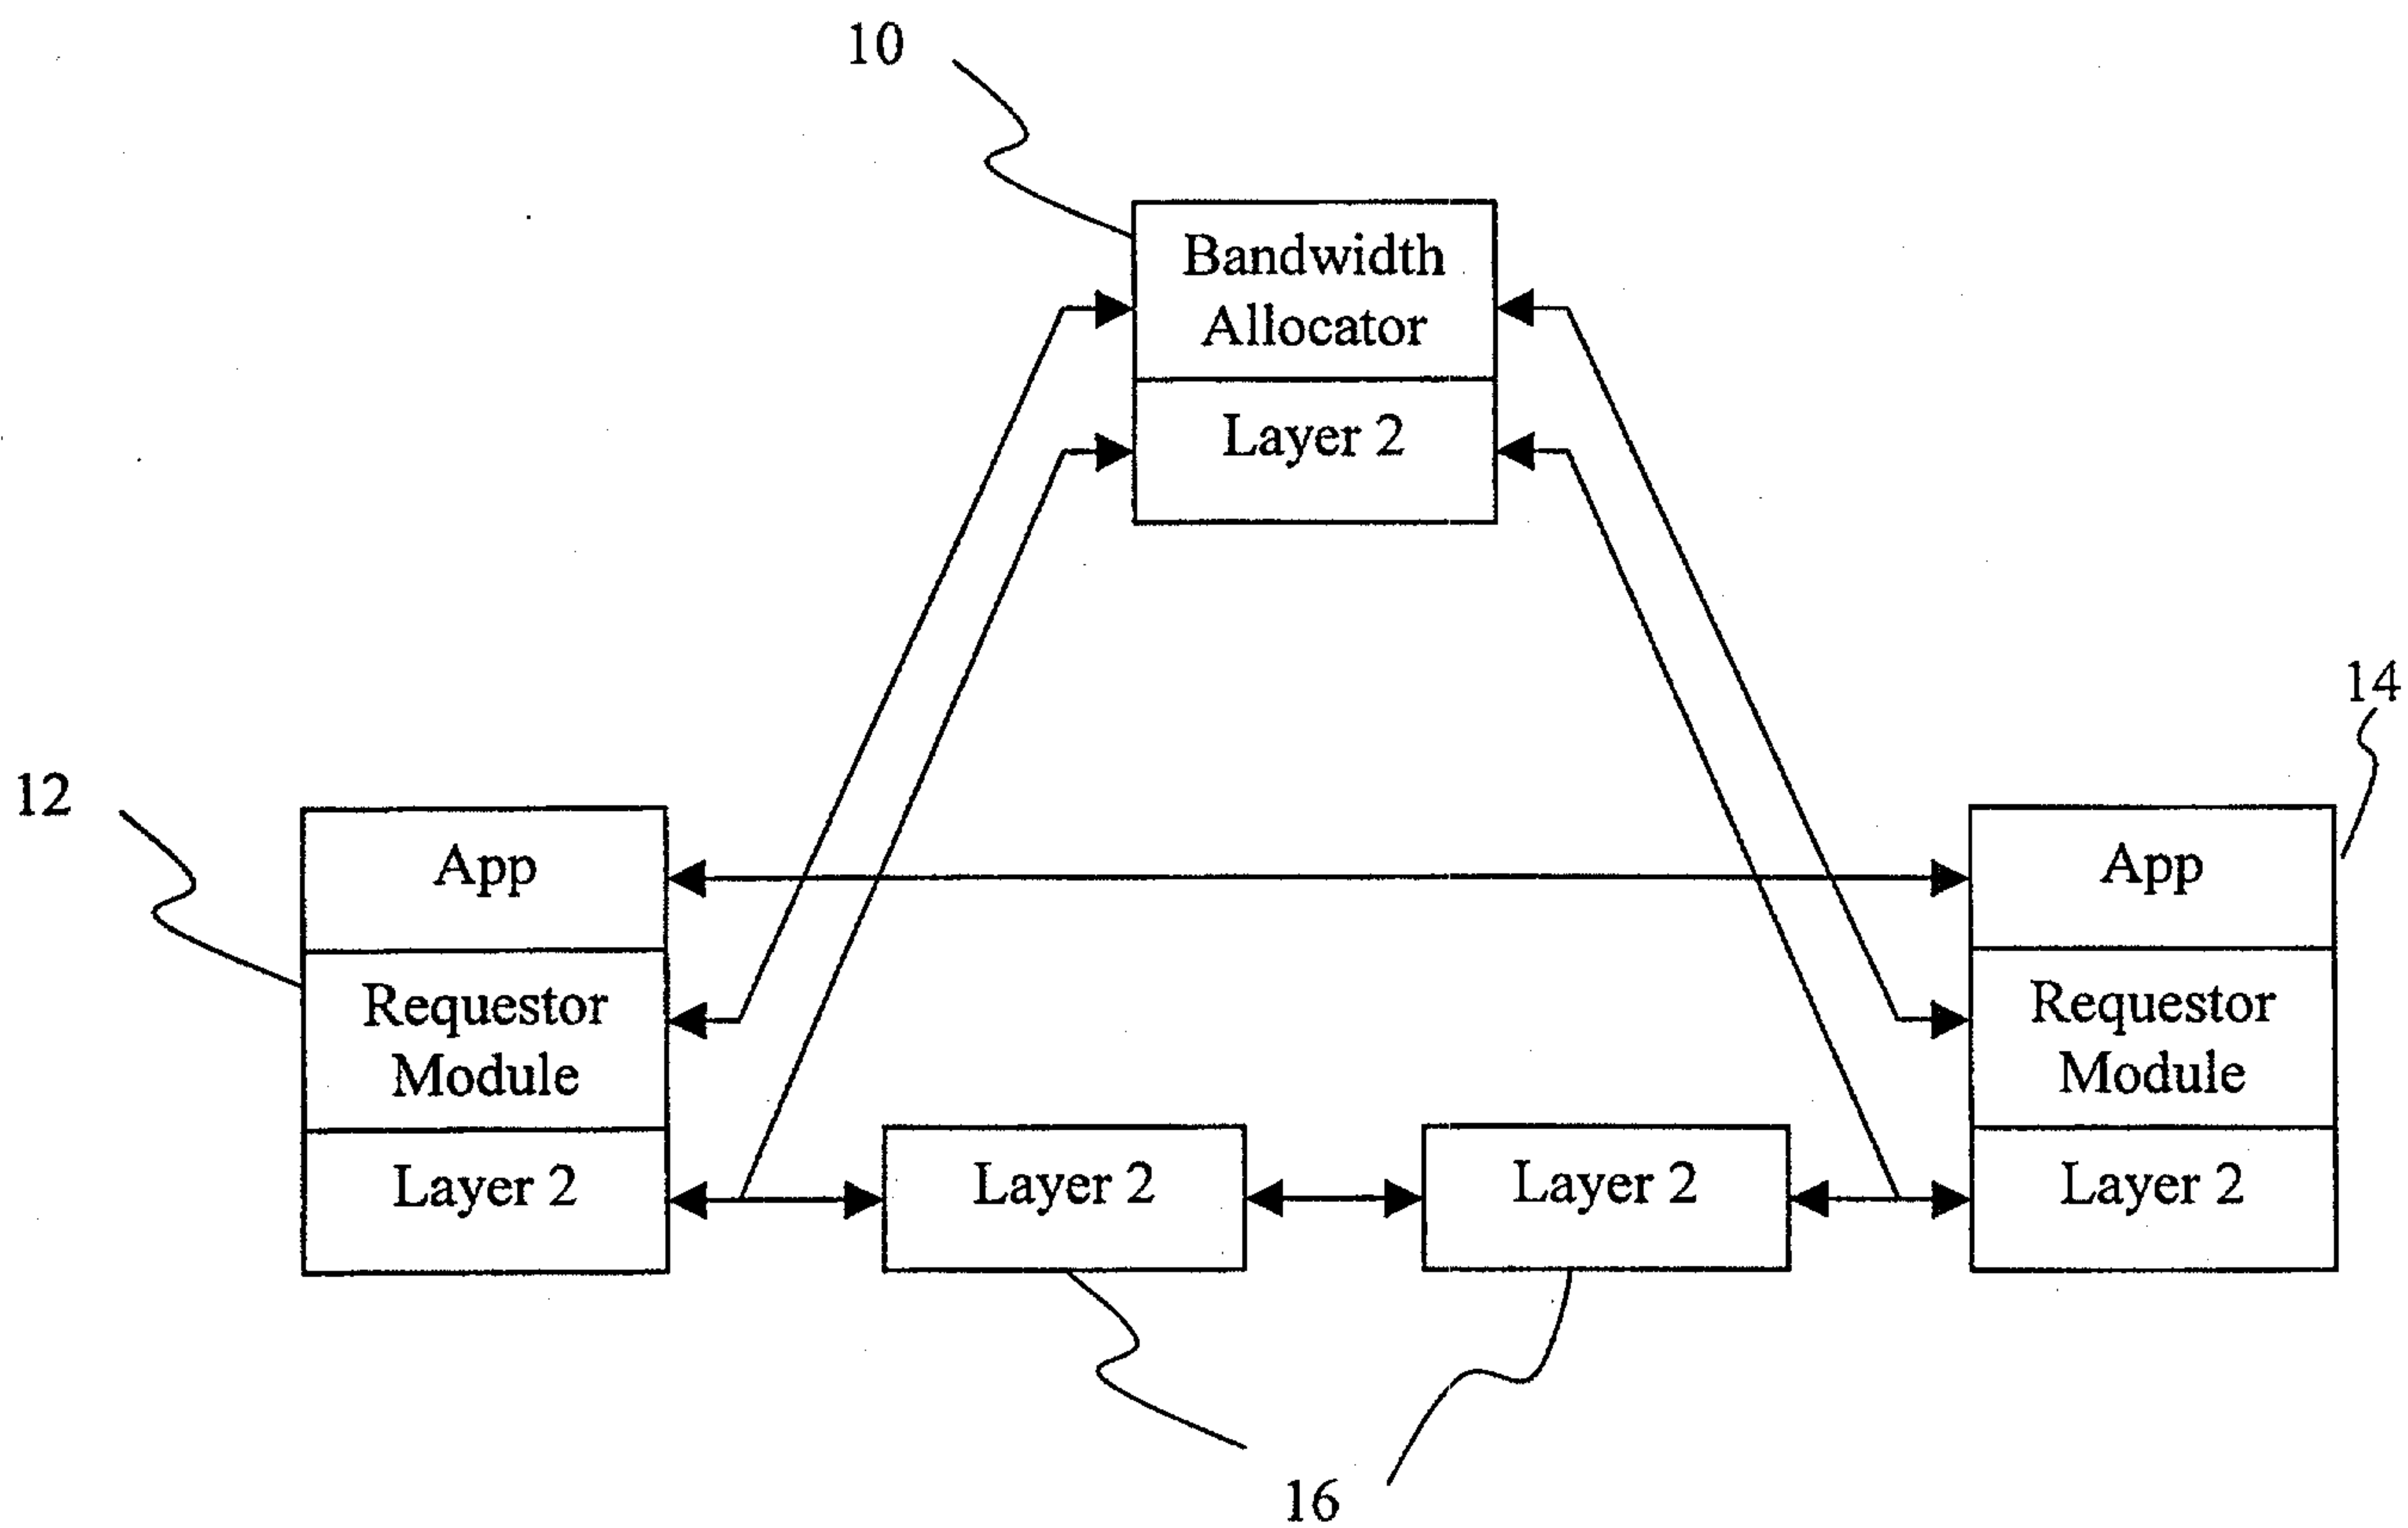 10
Bandwidth
Allocator
Layer 2
14
12
App
App
Requestor
Module
Requestor
Module
Layer 2
Layer 2
Layer 2
Layer 2
16